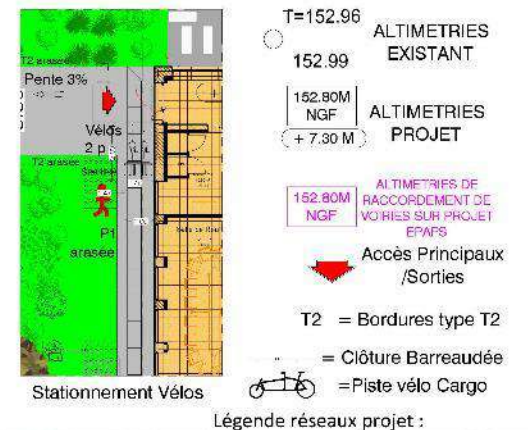 T2 arasée
Pente 3%
Vélos
2 p
T2 arasée
P1
arasée
Stationnement Vélos
T=152.96
152.99
ALTIMETRIES
EXISTANT
152.80M
NGF
(+ 7.30 M)
ALTIMETRIES
PROJET
152.80M
NGF
ALTIMETRIES DE
RACCORDEMENT DE
VOIRIES SUR PROJET
EPAPS
Accès Principaux
/Sorties
T2 = Bordures type T2
= Clôture Barreaudée
=Piste vélo Cargo
Légende réseaux projet :